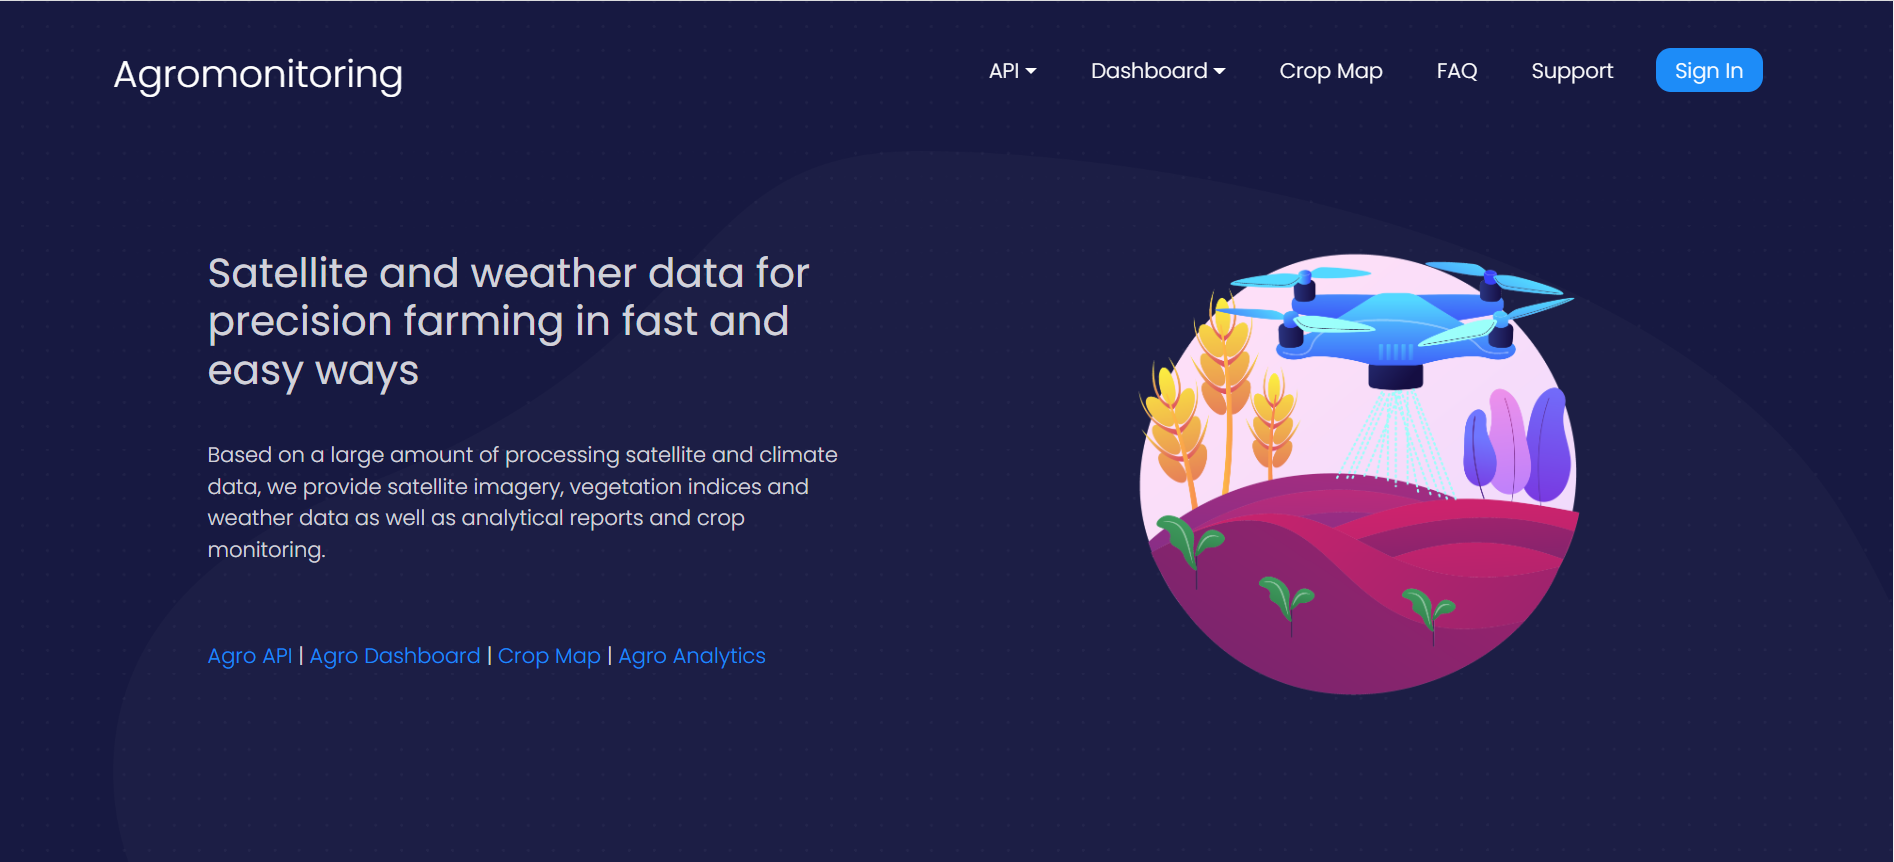 Agromonitoring
API
Dashboard
Crop Map
FAQ
Support
Sign In
Satellite and weather data for
precision farming in fast and
easy ways
Based on a large amount of processing satellite and climate
data, we provide satellite imagery, vegetation indices and
weather data as well as analytical reports and crop
monitoring.
Agro API | Agro Dashboard | Crop Map | Agro Analytics